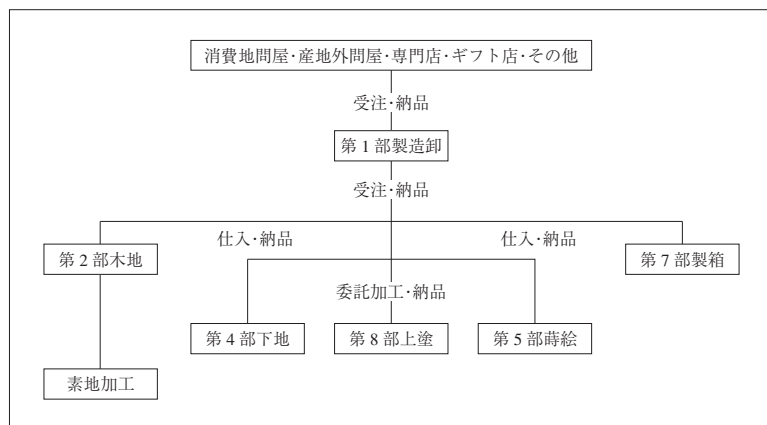 消費地問屋・産地外問屋・専門店・ギフト店・その他
受注・納品
第1部製造卸
受注・納品
仕入・納品
仕入・納品
第2部木地
第7部製箱
委託加工・納品
第4部下地
第8部上塗
第5部蒔絵
素地加工